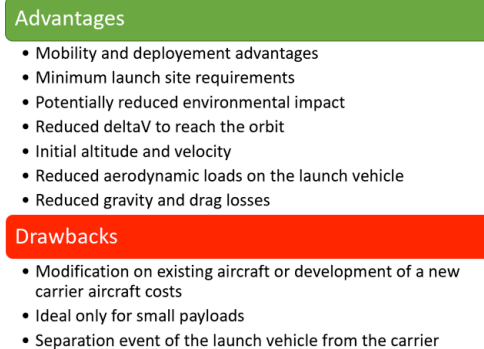 Advantages
• Mobility and deployement advantages
• Minimum launch site requirements
• Potentially reduced environmental impact
• Reduced deltaV to reach the orbit
• Initial altitude and velocity
• Reduced aerodynamic loads on the launch vehicle
• Reduced gravity and drag losses
Drawbacks
• Modification on existing aircraft or development of a new
carrier aircraft costs
• Ideal only for small payloads
• Separation event of the launch vehicle from the carrier